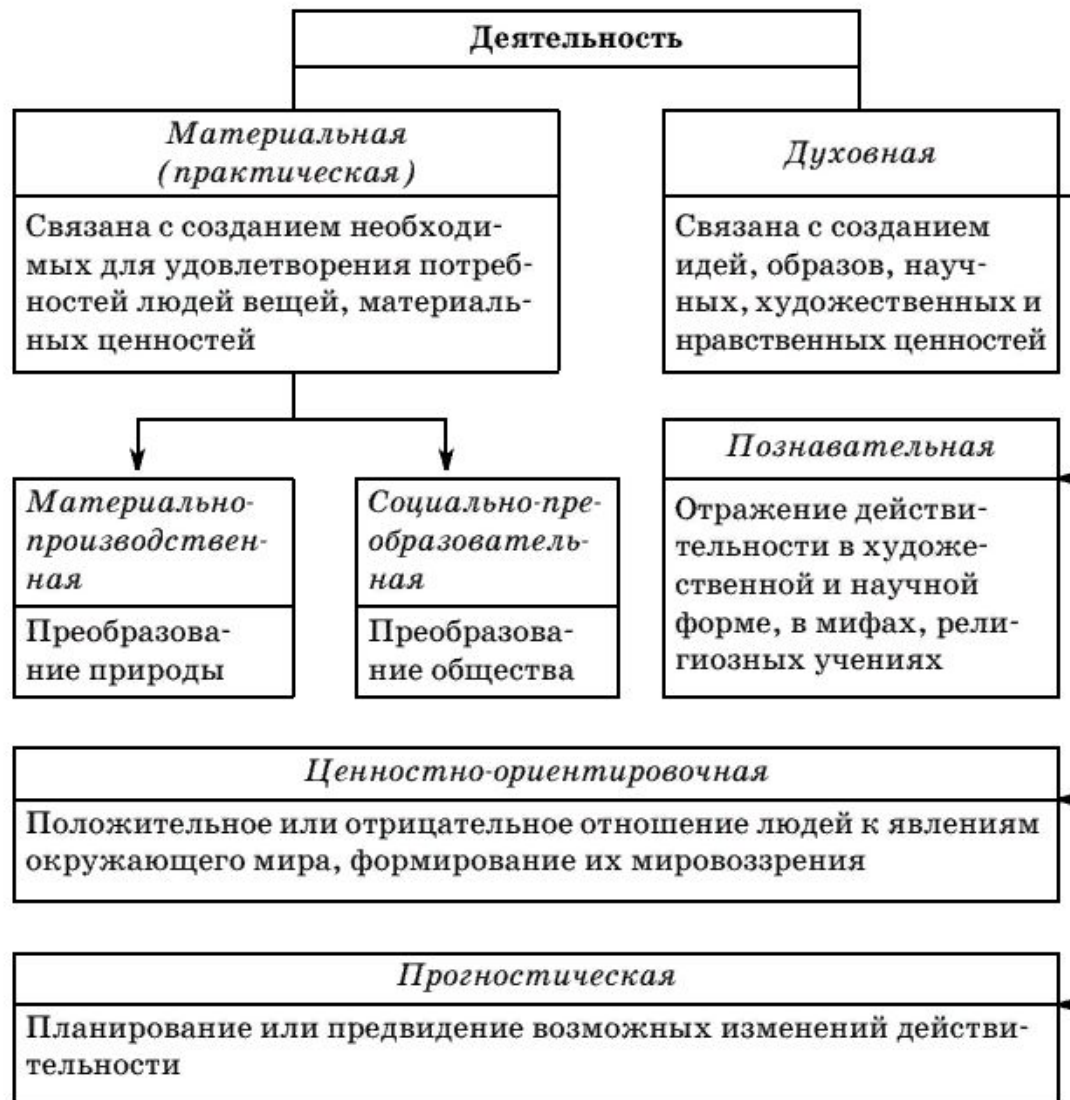 Деятельность
Материальная
(практическая)
Связана с созданием необходи-
мых для удовлетворения потреб-
ностей людей вещей, материаль-
ных ценностей
Духовная
Связана с созданием
идей, образов, науч-
ных, художественных и
нравственных ценностей
Материально-
производствен-
ная
Преобразова-
ние природы
Социально-пре-
образователь-
ная
Преобразова-
ние общества
Познавательная
Отражение действи-
тельности в художе-
ственной и научной
форме, в мифах, рели-
гиозных учениях
Ценностно-ориентировочная
Положительное или отрицательное отношение людей к явлениям
окружающего мира, формирование их мировоззрения
Прогностическая
Планирование или предвидение возможных изменений действи-
тельности